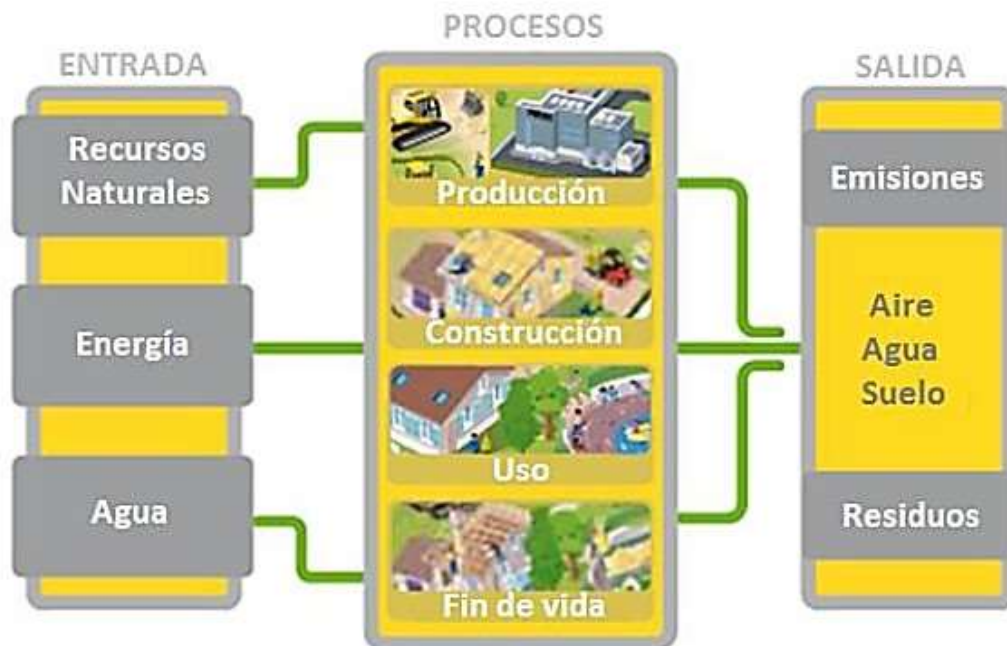 ENTRADA
Recursos
Naturales
Energía
Agua
PROCESOS
Producción
Construcción
Uso
Fin de vida
SALIDA
Emisiones
Aire
Agua
Suelo
Residuos